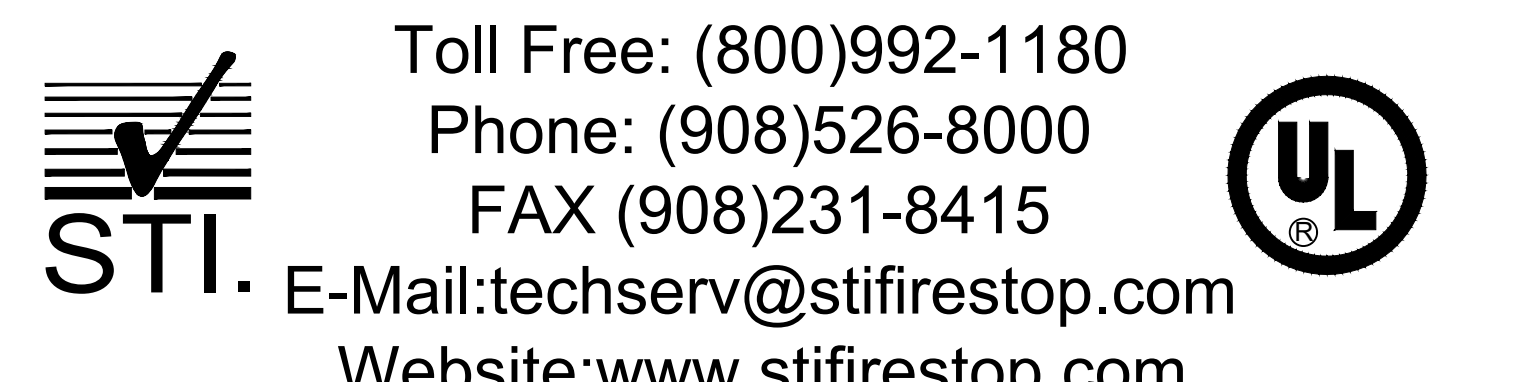 Toll Free: (800)992-1180
Phone: (908)526-8000
FAX (908)231-8415
STI.
E-Mail:techserv@stifirestop.com
Website:www.stifirestop.com
UL
®